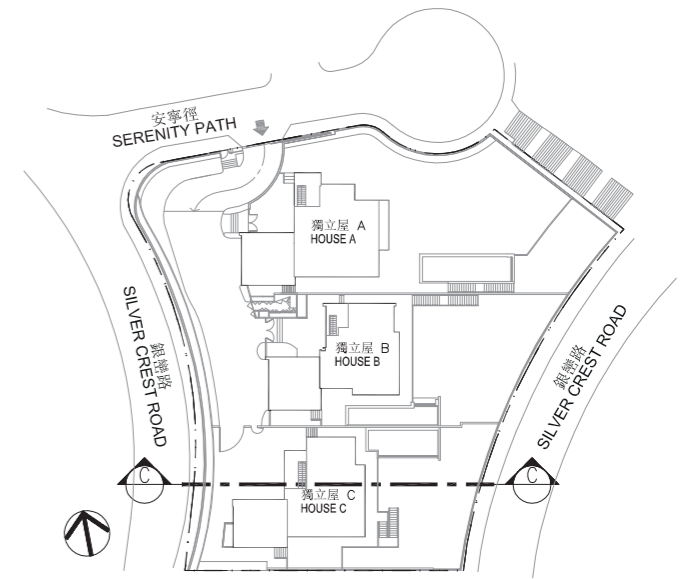 安寧徑
SERENITY PATH
獨立屋 A
HOUSE A
銀巒路
SILVER CREST ROAD
獨立屋 B
HOUSE B
銀巒路
SILVER CREST ROAD
C
C
獨立屋 C
HOUSE C